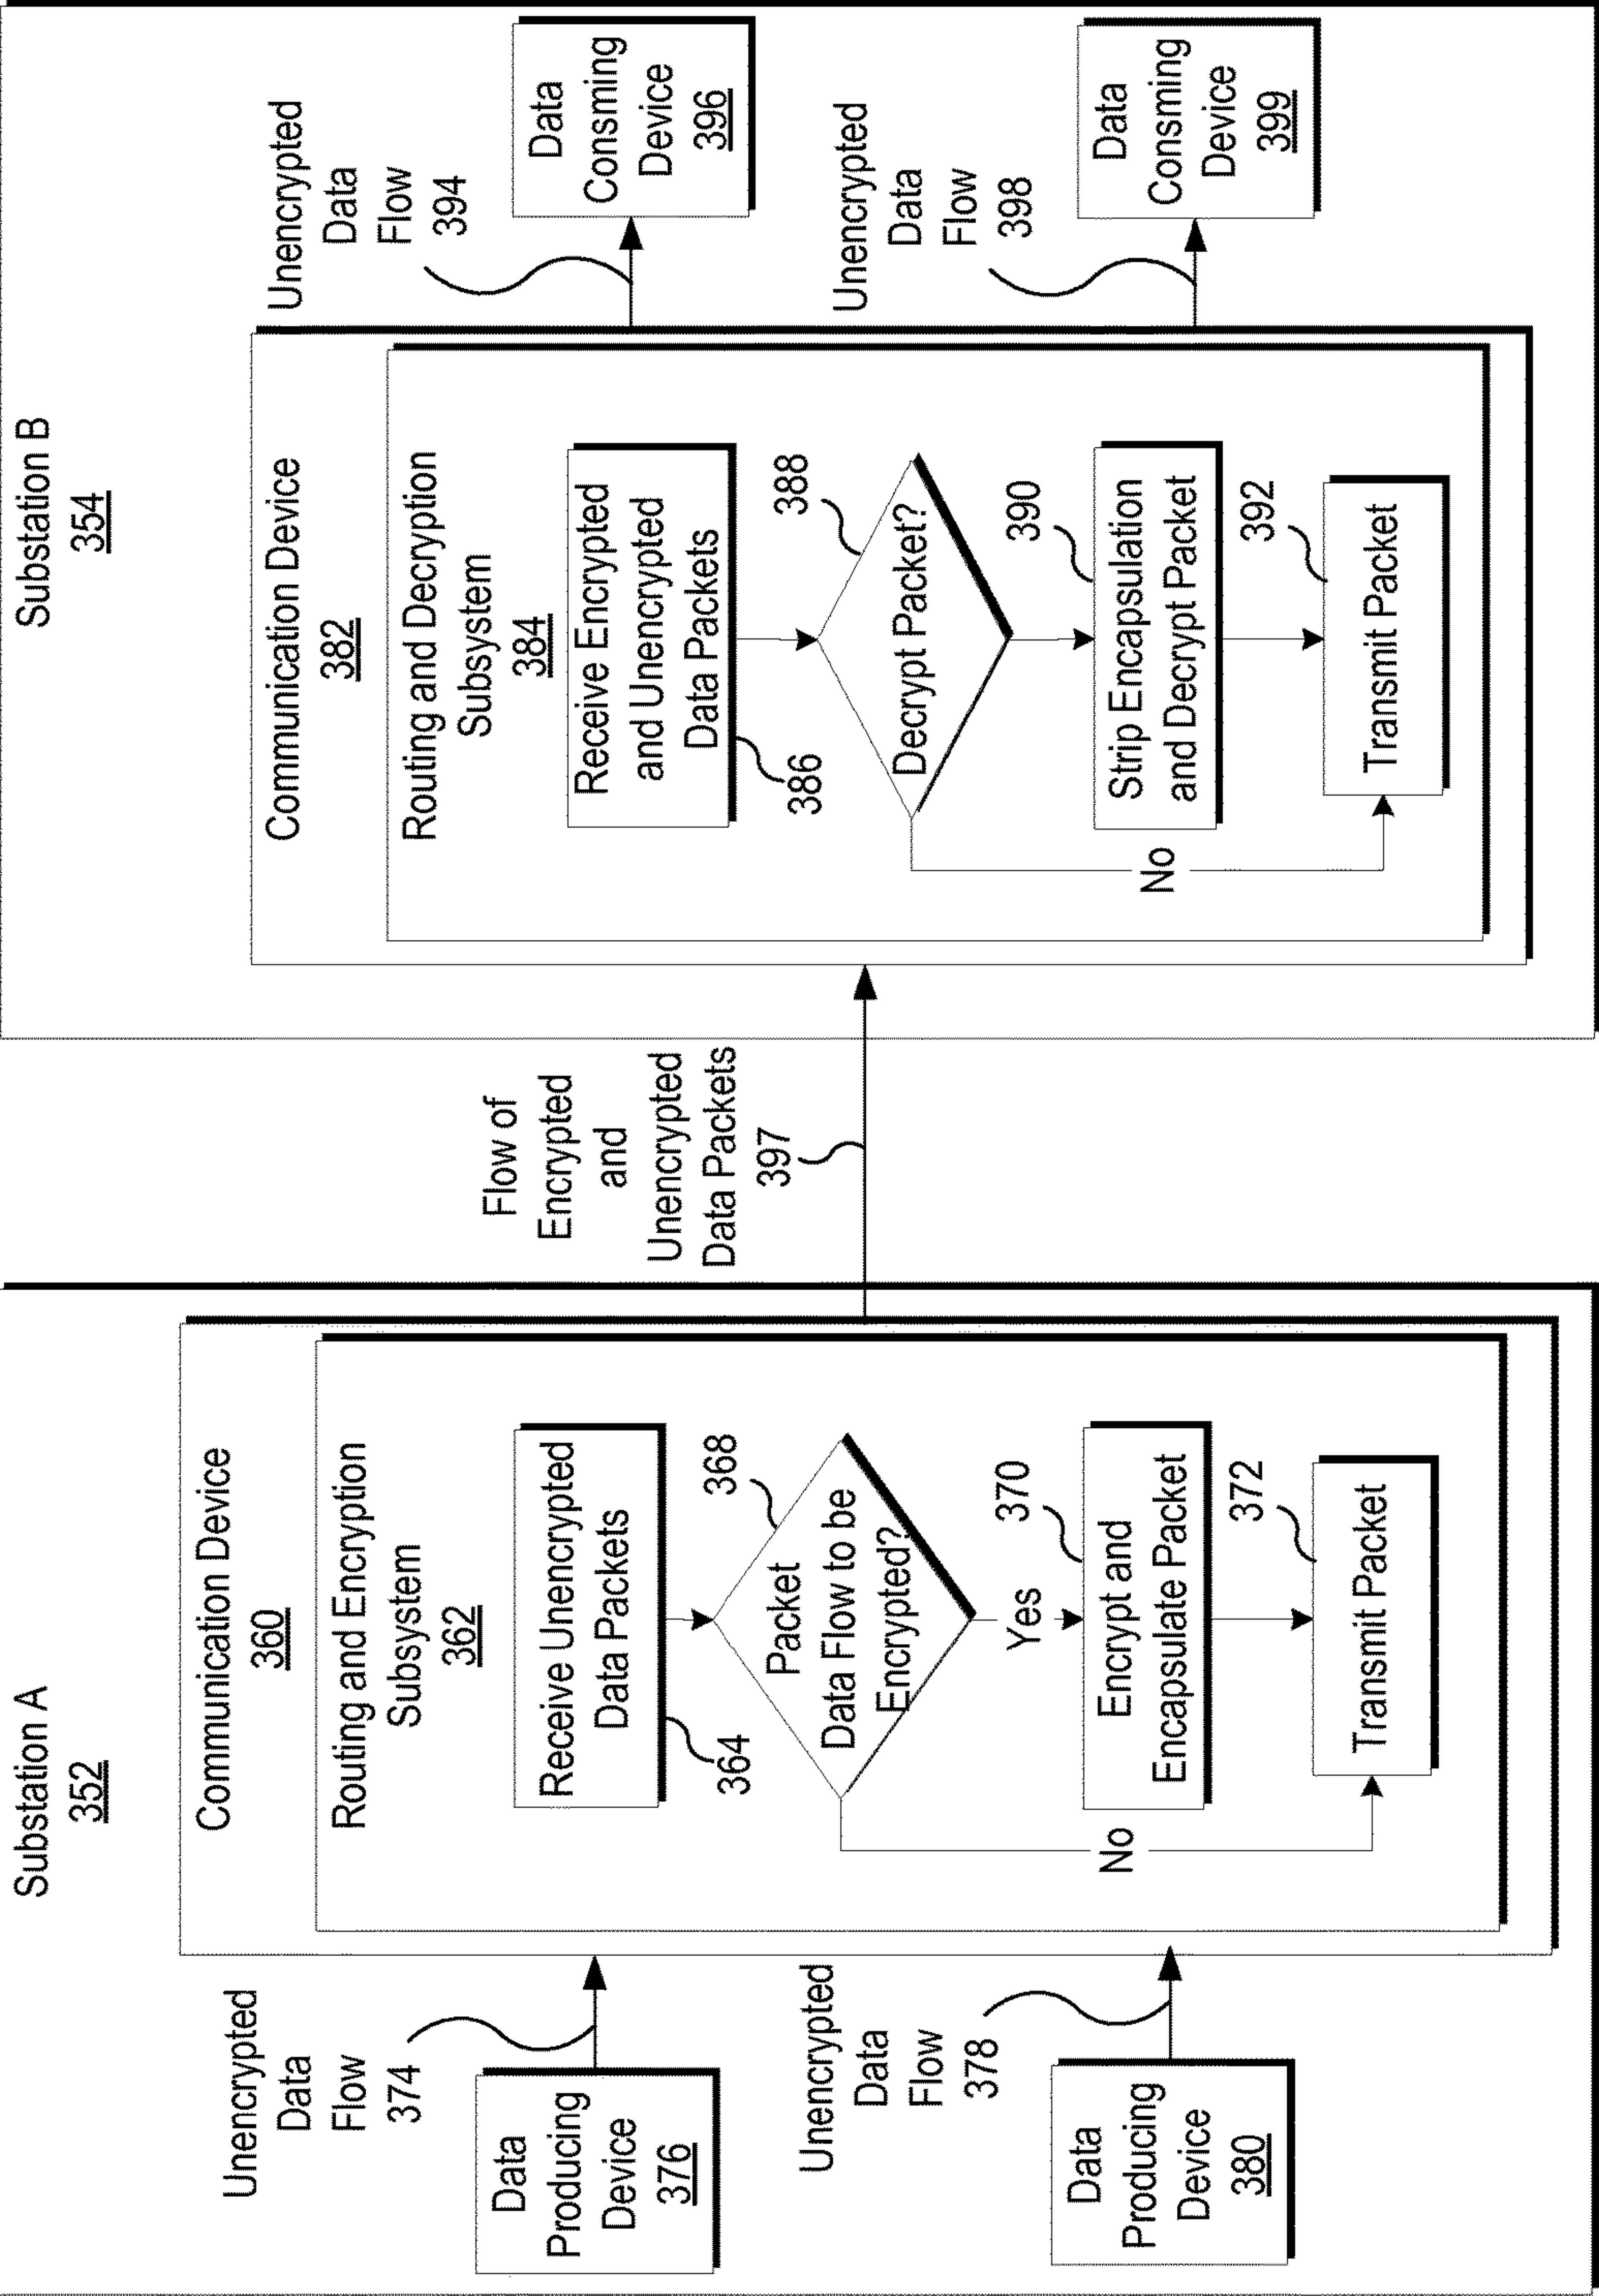 Substation A
352
Communication Device
360
Routing and Encryption
Subsystem
362
Receive Unencrypted
Data Packets
364
Packet
Data Flow to be
Encrypted?
368
Yes
No
Encrypt and
Encapsulate Packet
370
Transmit Packet
372
Unencrypted
Data
Flow
374
Data
Producing
Device
376
Unencrypted
Data
Flow
378
Data
Producing
Device
380
Flow of
Encrypted
and
Unencrypted
Data Packets
397
Substation B
354
Communication Device
382
Routing and Decryption
Subsystem
384
Receive Encrypted
and Unencrypted
Data Packets
386
Decrypt Packet?
388
No
Strip Encapsulation
and Decrypt Packet
390
Transmit Packet
392
Unencrypted
Data
Flow
394
Data
Consming
Device
396
Unencrypted
Data
Flow
398
Data
Consming
Device
399